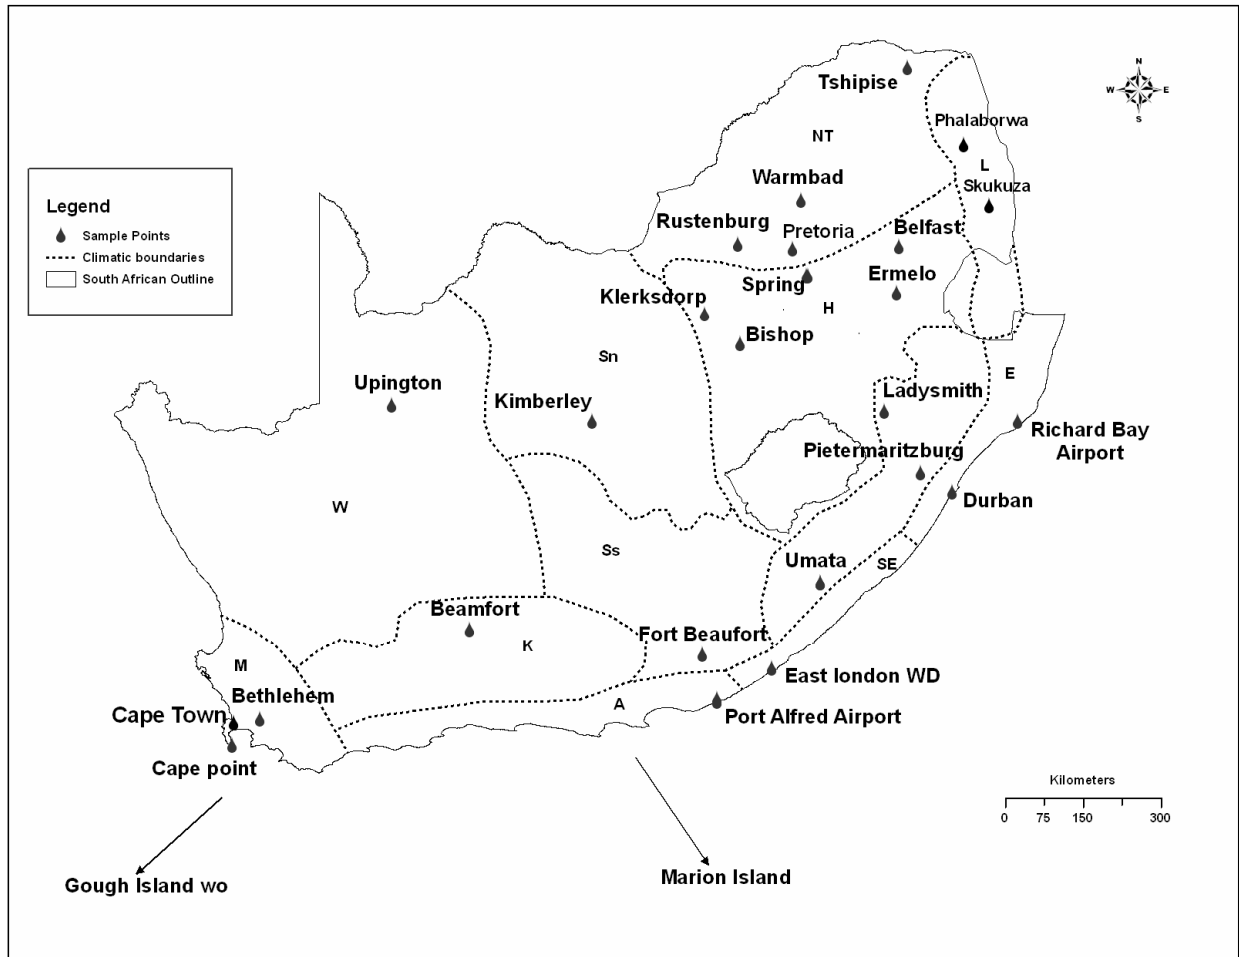 Tshipise
N
W E
S
Phalaborwa
NT
L
Warmbad
Skukuza
Legend
Sample Points
Climatic boundaries
South African Outline
Rustenburg
Pretoria
Belfast
Spring
Ermelo
Klerksdorp
H
Bishop
Sn
E
Upington
Kimberley
Ladysmith
Richard Bay
Airport
Pietermaritzburg
Durban
W
Ss
Umata
SE
Beamfort
Fort Beaufort
K
M
East london WD
Bethlehem
A
Cape Town
Port Alfred Airport
Cape point
Kilometers
0 75 150 300
Gough Island wo
Marion Island